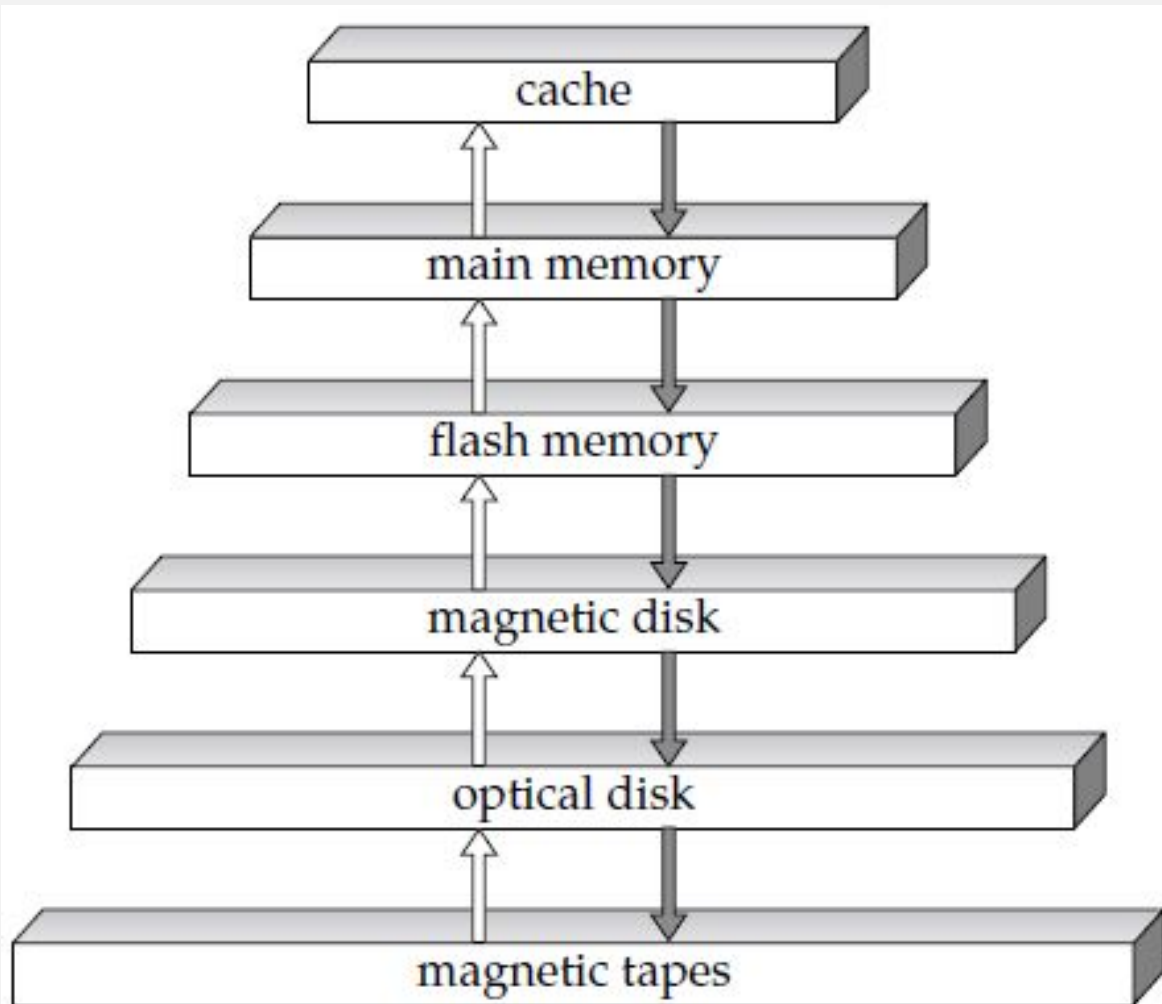 cache
main memory
flash memory
magnetic disk
optical disk
magnetic tapes